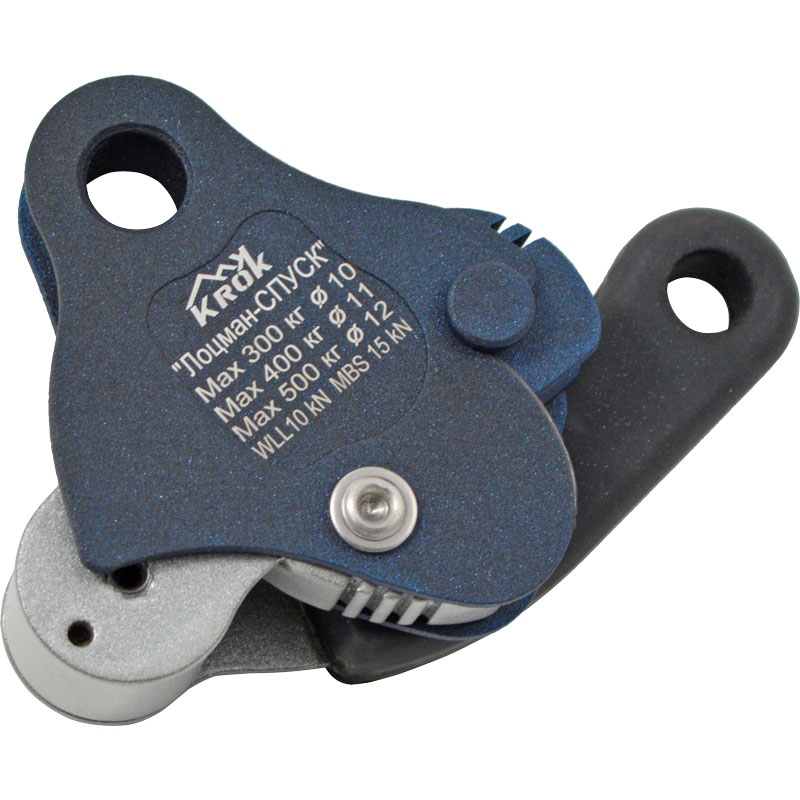 KROK
"Лоцман-СПУСК"
Max 300 кг ø 10
Max 400 кг ø 11
Max 500 кг ø 12
WLL10 kN MBS 15 kN